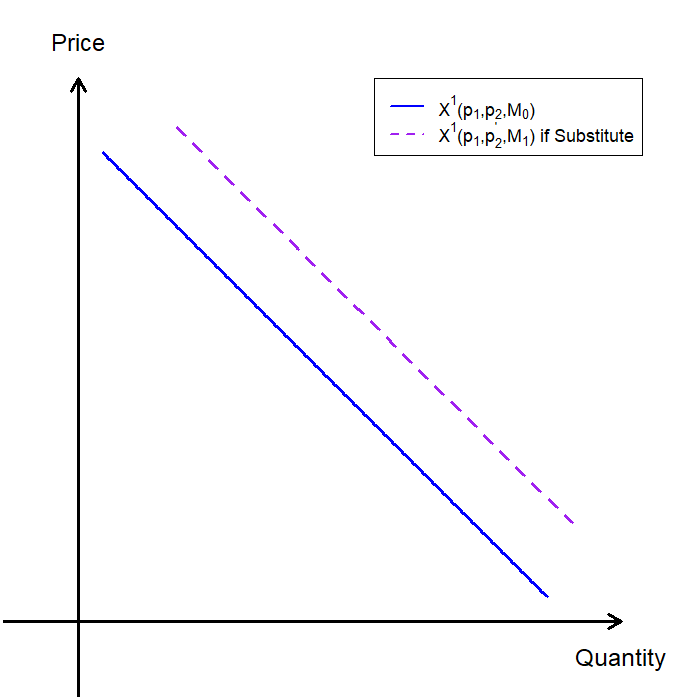 Price
X¹(p₁,p₂,M₀)
X¹(p₁,p₂',M₁) if Substitute
Quantity